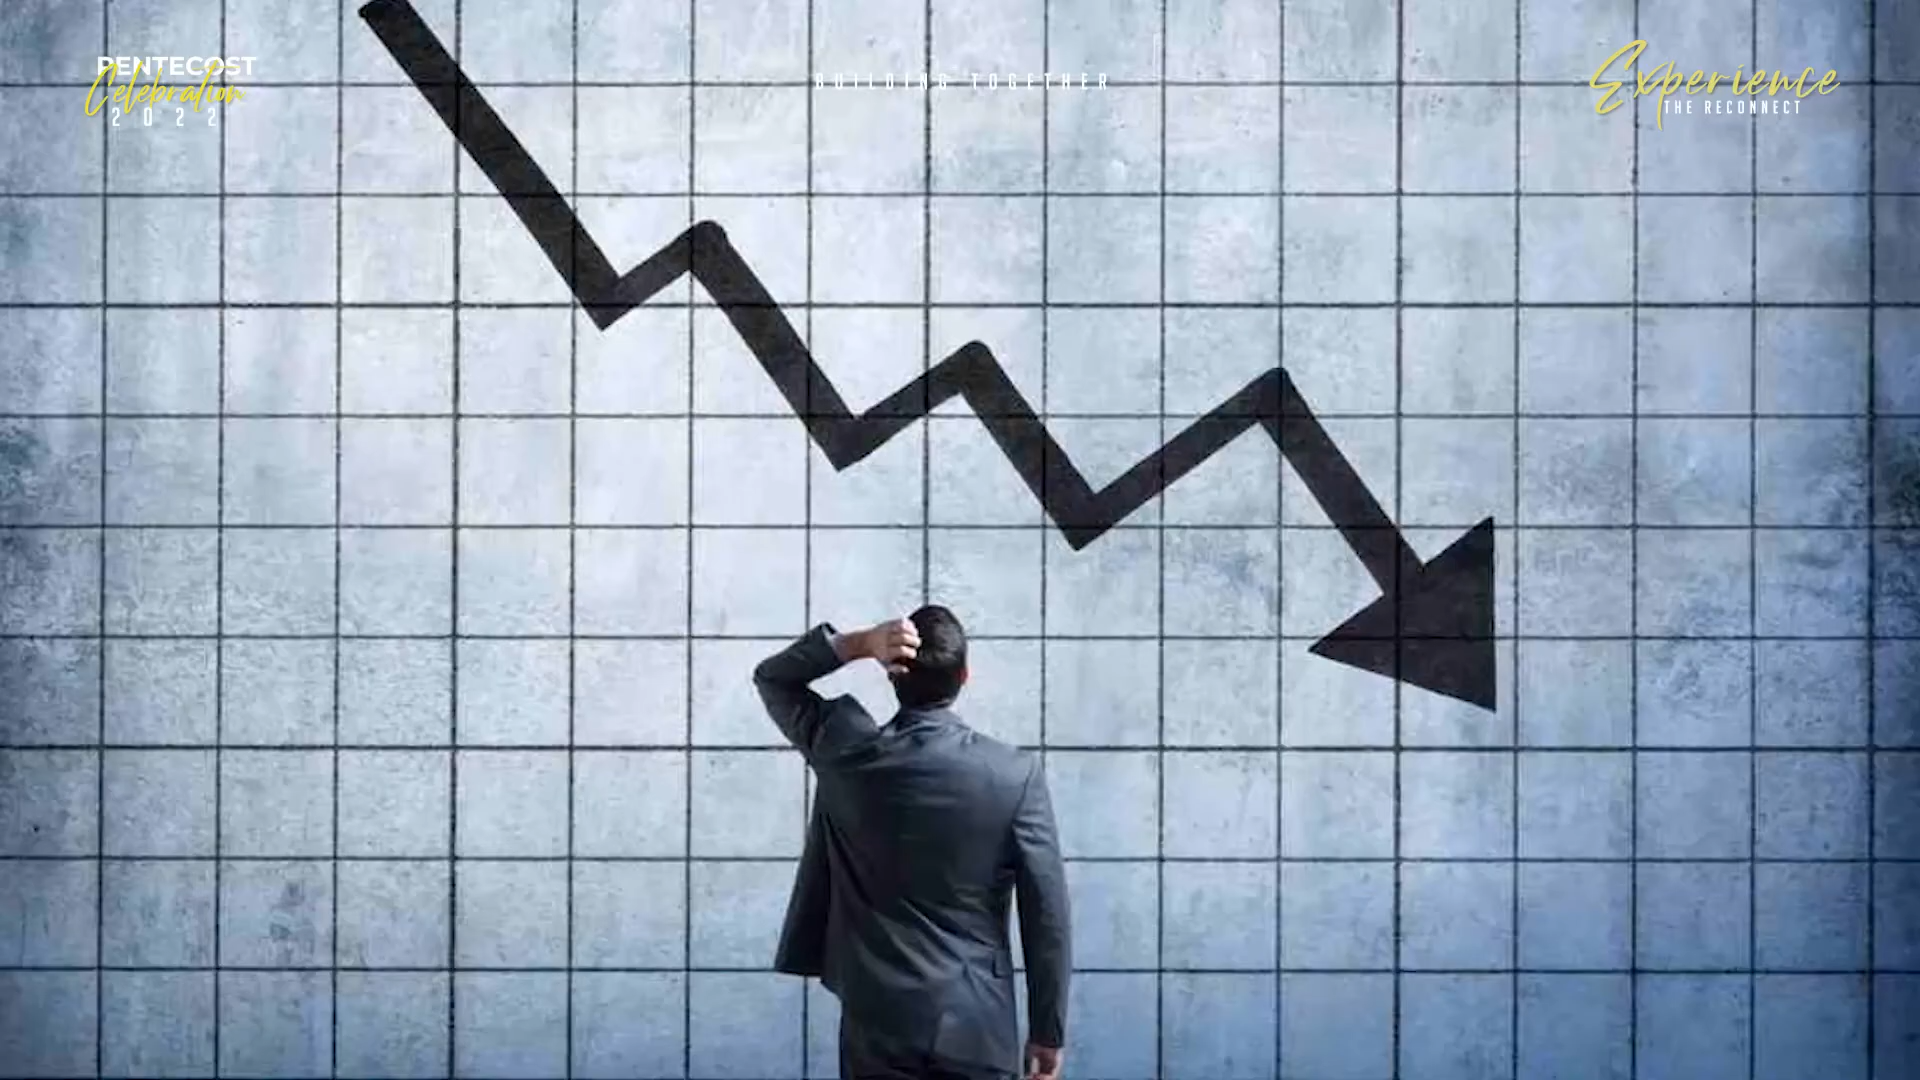 PENTECOST
Celebration
2022
BUILDING TOGETHER
Experience
THE RECONNECT